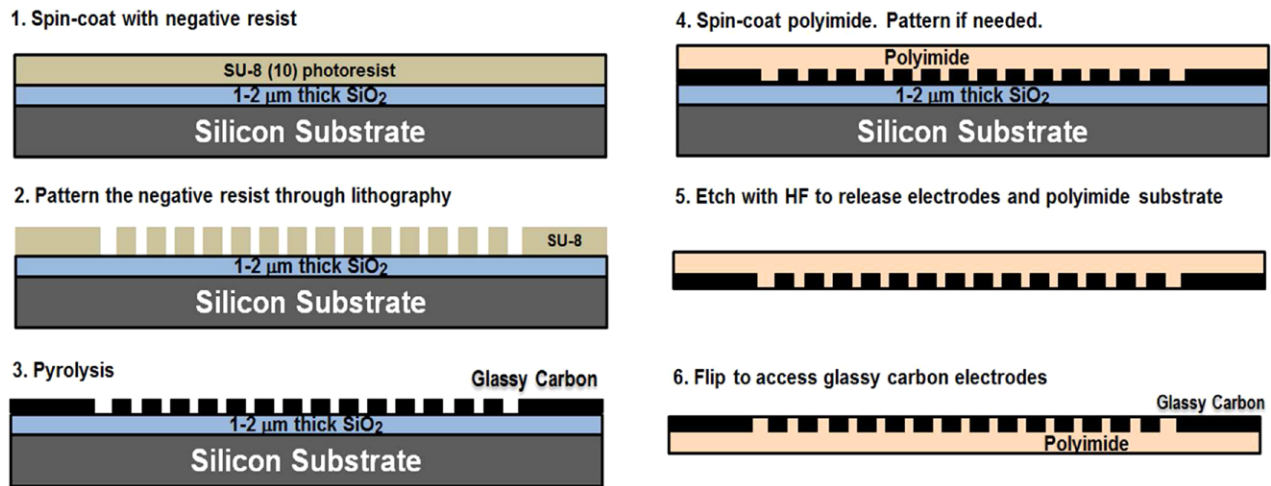 1. Spin-coat with negative resist
SU-8 (10) photoresist
1-2 μm thick SiO₂
Silicon Substrate
2. Pattern the negative resist through lithography
SU-8
1-2 μm thick SiO₂
Silicon Substrate
3. Pyrolysis
Glassy Carbon
1-2 μm thick SiO₂
Silicon Substrate
4. Spin-coat polyimide. Pattern if needed.
Polyimide
1-2 μm thick SiO₂
Silicon Substrate
5. Etch with HF to release electrodes and polyimide substrate
6. Flip to access glassy carbon electrodes
Glassy Carbon
Polyimide